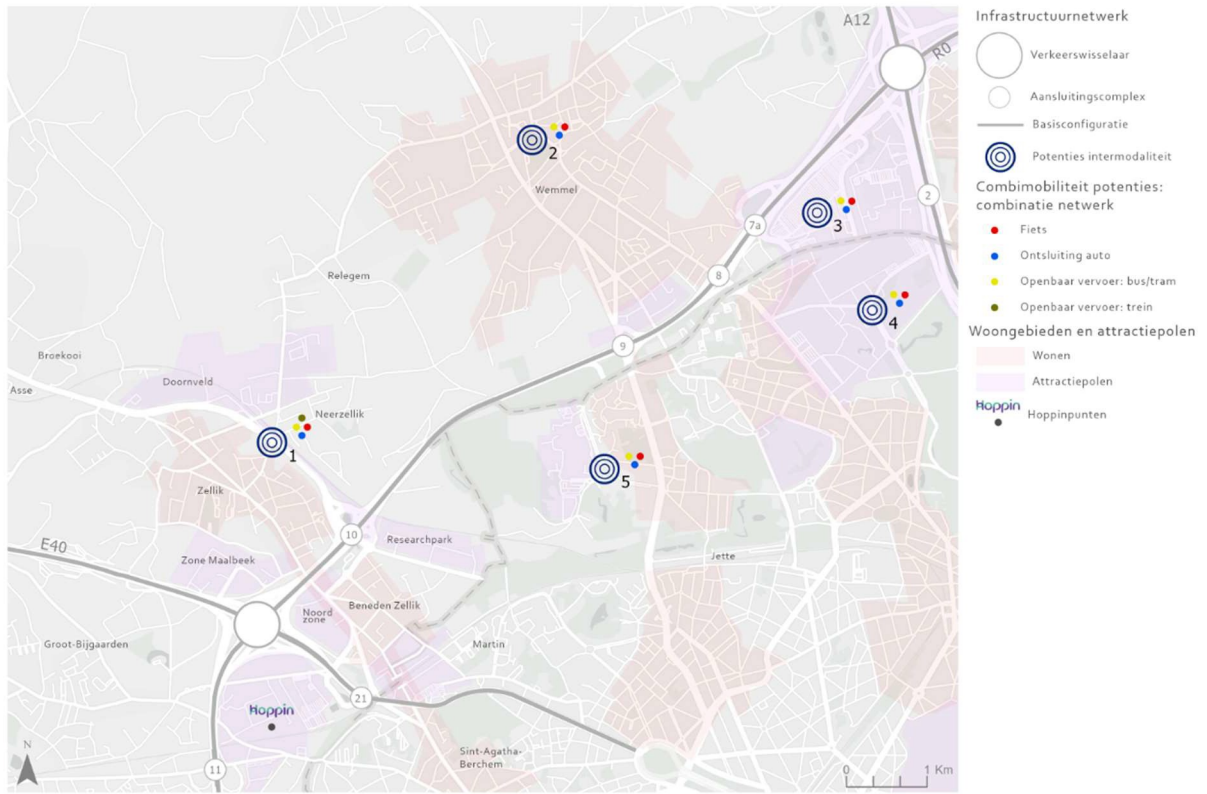 A12
R0
2
Wemmel
2
3
7a
8
Relegem
4
9
Broekooi
Asse
Doornveld
Neerzellik
1
5
Zellik
10
Researchpark
E40
Zone Maalbeek
Jette
Noord
zone
Beneden Zellik
Groot-Bijgaarden
Martin
21
Hoppin
Sint-Agatha-
Berchem
11
N
0 1 Km
Infrastructuurnetwerk
Verkeerswisselaar
Aansluitingscomplex
Basisconfiguratie
Potenties intermodaliteit
Combimobiliteit potenties:
combinatie netwerk
Fiets
Ontsluiting auto
Openbaar vervoer: bus/tram
Openbaar vervoer: trein
Woongebieden en attractiepolen
Wonen
Attractiepolen
Hoppin Hoppinpunten